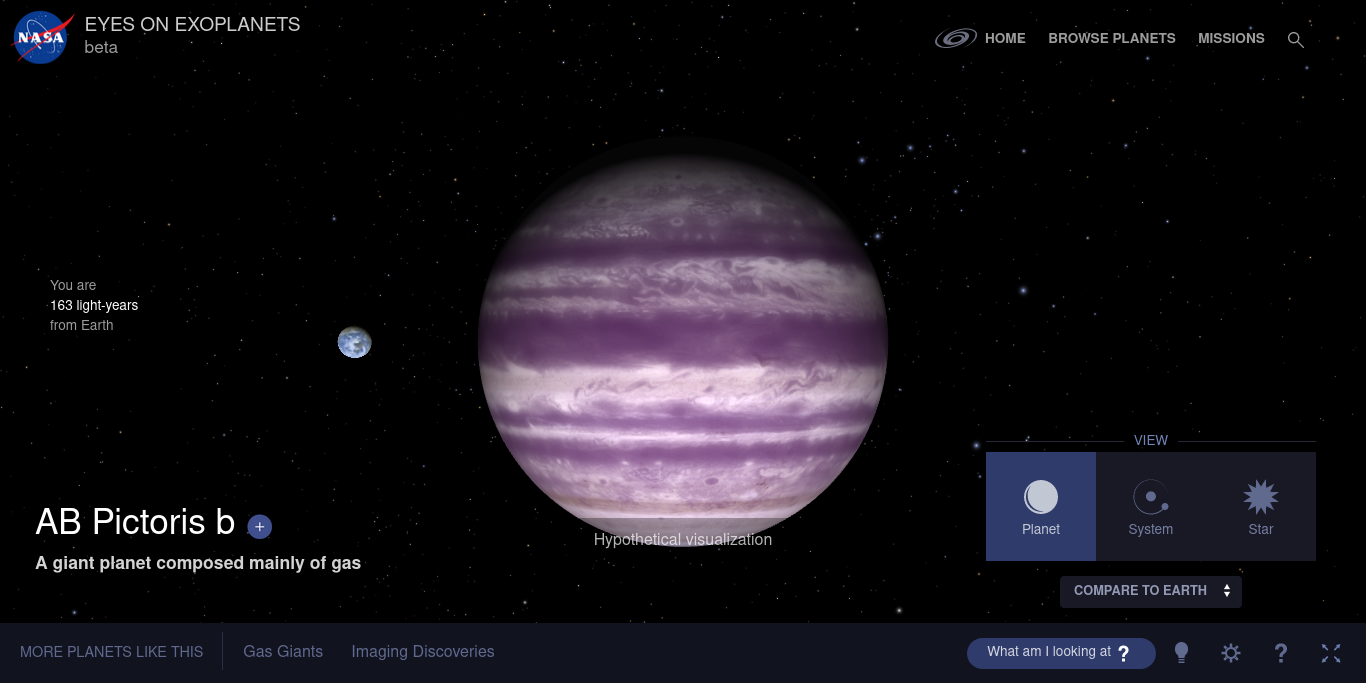 NASA
EYES ON EXOPLANETS
beta
HOME
BROWSE PLANETS
MISSIONS
You are
163 light-years
from Earth
AB Pictoris b +
A giant planet composed mainly of gas
Hypothetical visualization
VIEW
Planet
System
Star
COMPARE TO EARTH
MORE PLANETS LIKE THIS
Gas Giants
Imaging Discoveries
What am I looking at ?
?